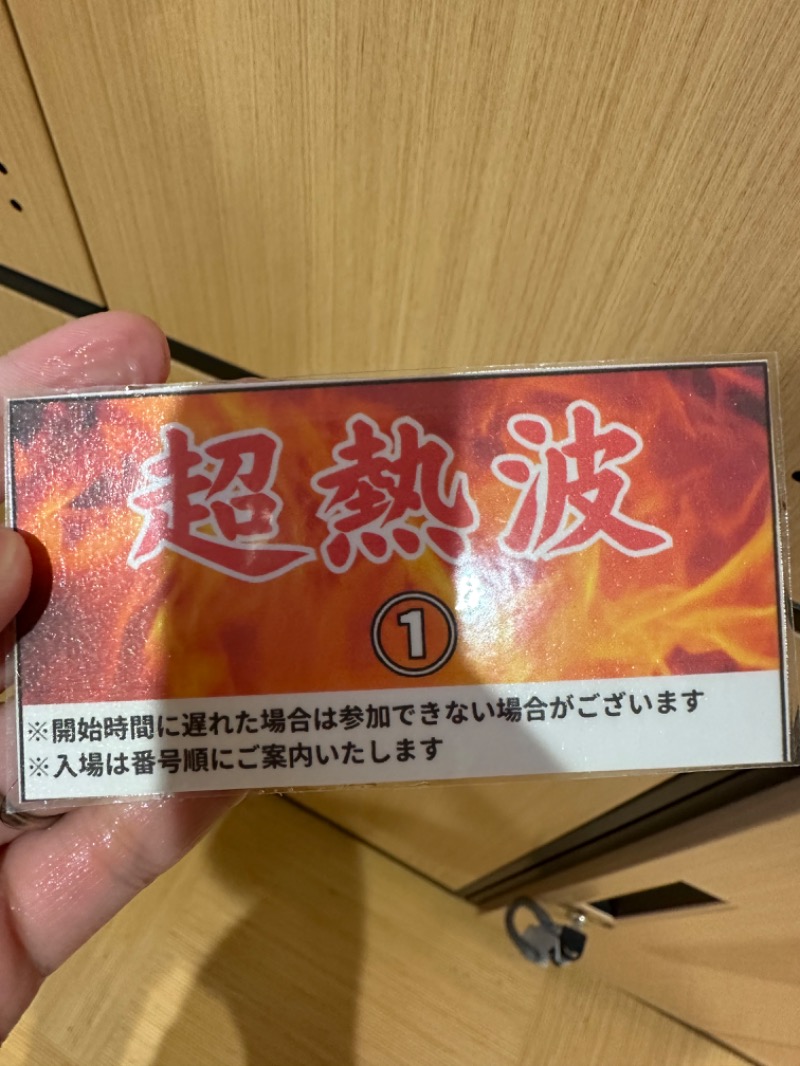 超熱波
①
※開始時間に遅れた場合は参加できない場合がございます
※入場は番号順にご案内いたします